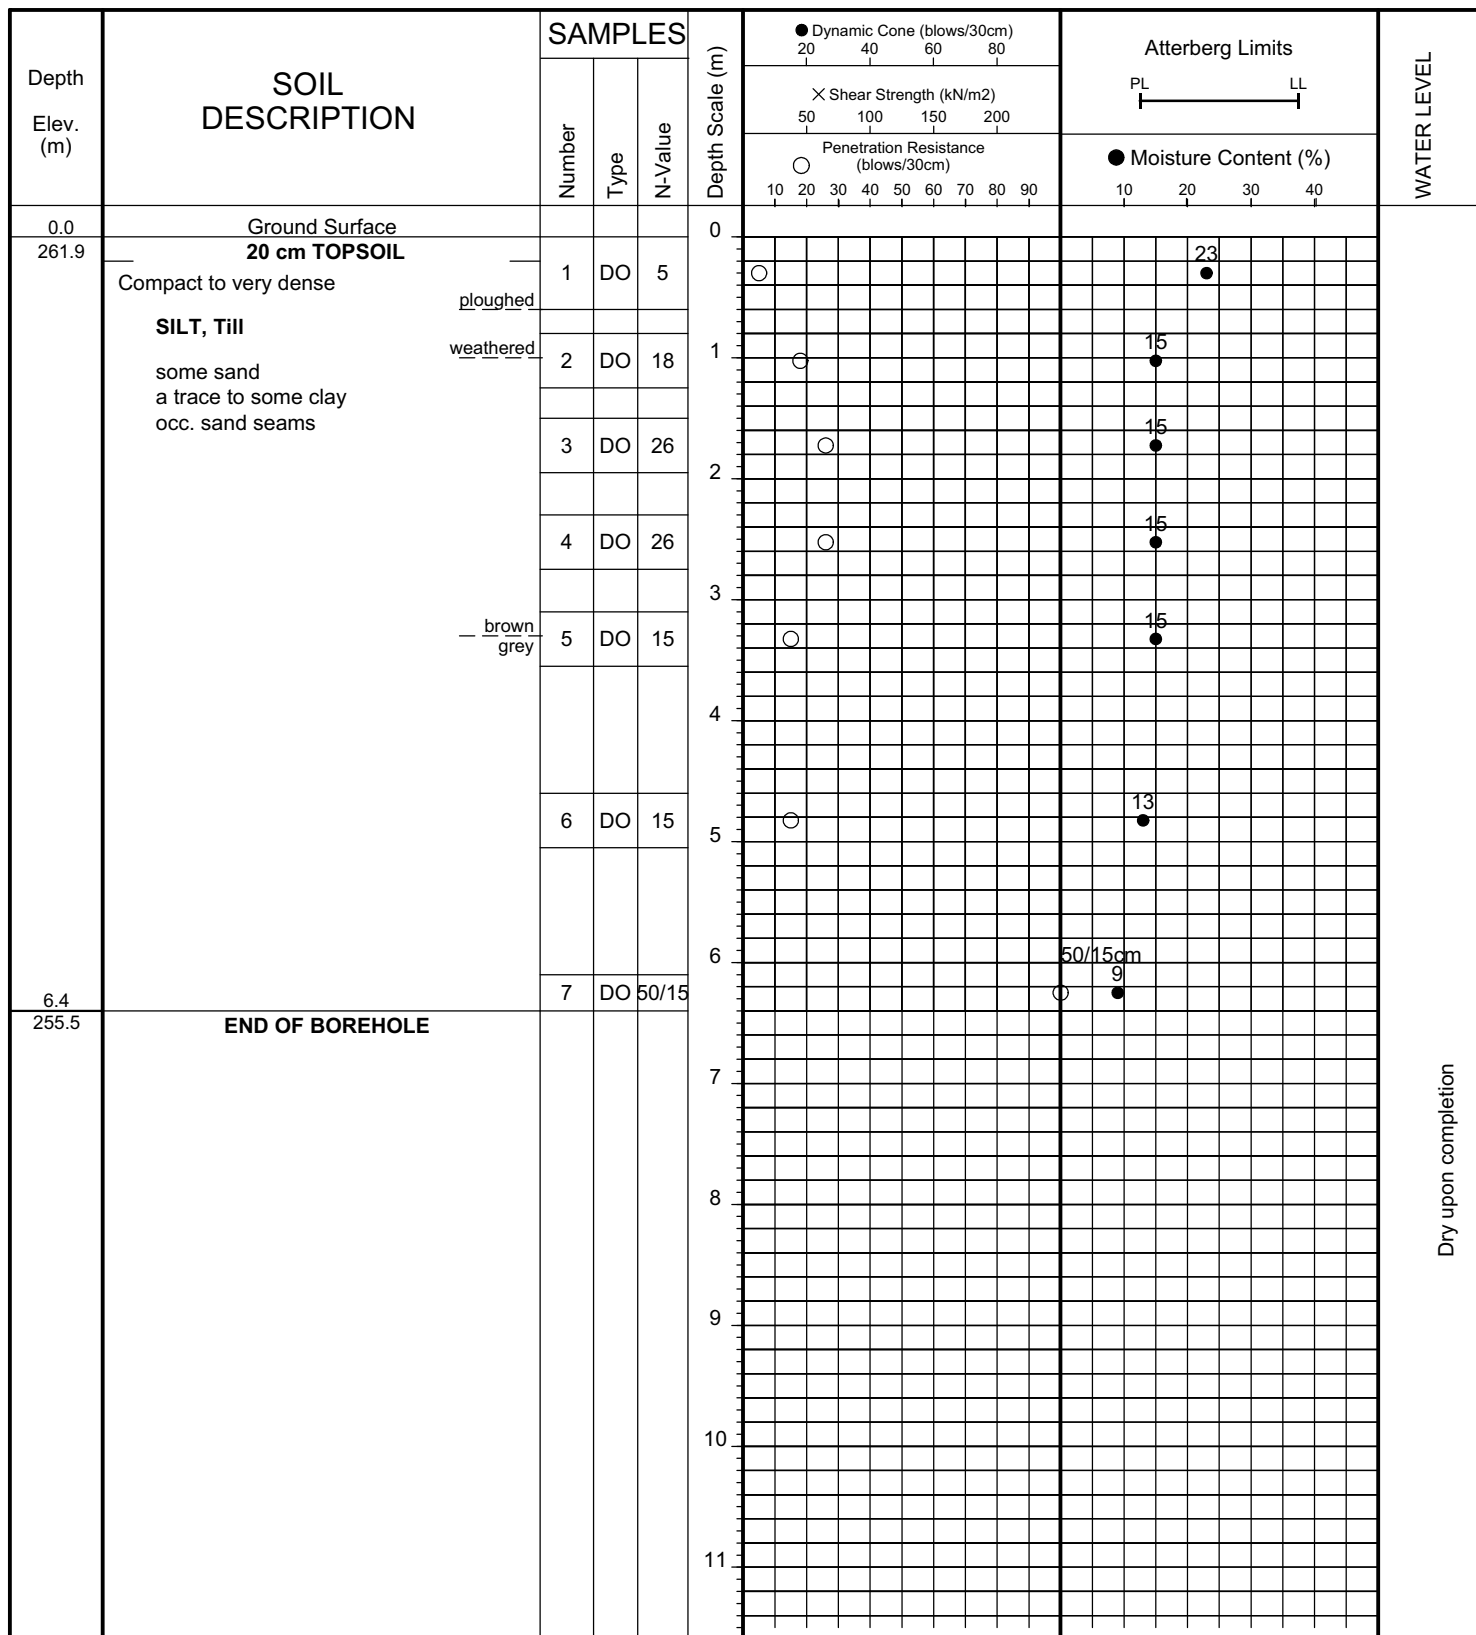 Depth
Elev.
(m)
SOIL
DESCRIPTION
SAMPLES
Number
Type
N-Value
Depth Scale (m)
Dynamic Cone (blows/30cm)
20 40 60 80
Shear Strength (kN/m2)
50 100 150 200
Penetration Resistance
(blows/30cm)
10 20 30 40 50 60 70 80 90
Atterberg Limits
PL LL
Moisture Content (%)
10 20 30 40
WATER LEVEL
0.0 Ground Surface 0
261.9 20 cm TOPSOIL
23
1 DO 5
Compact to very dense
ploughed
SILT, Till
weathered
15
1
2 DO 18
some sand
a trace to some clay
occ. sand seams
15
3 DO 26
2
15
4 DO 26
3
15
brown
5 DO 15
grey
4
13
6 DO 15
5
6
50/15cm
9
7 DO 50/15
6.4
255.5 END OF BOREHOLE
7
8
9
10
11
Dry upon completion